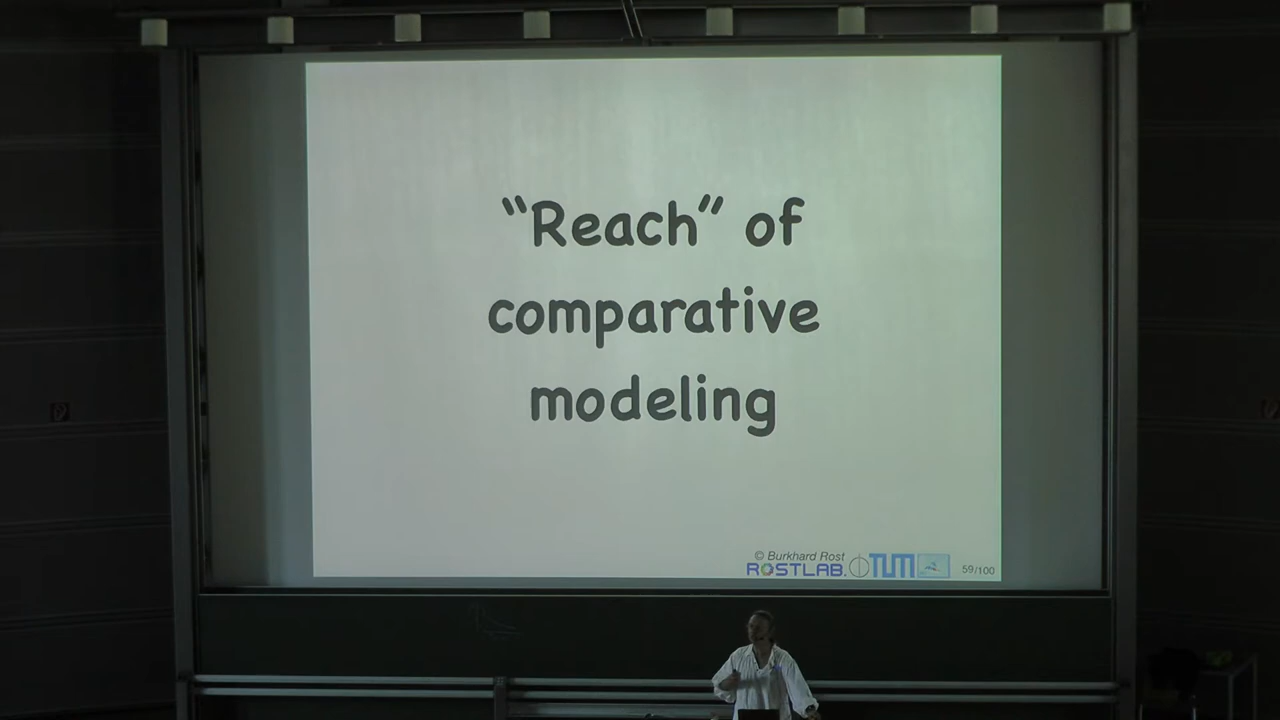 “Reach” of
comparative
modeling
© Burkhard Rost
ROSTLAB. TUM
59/100